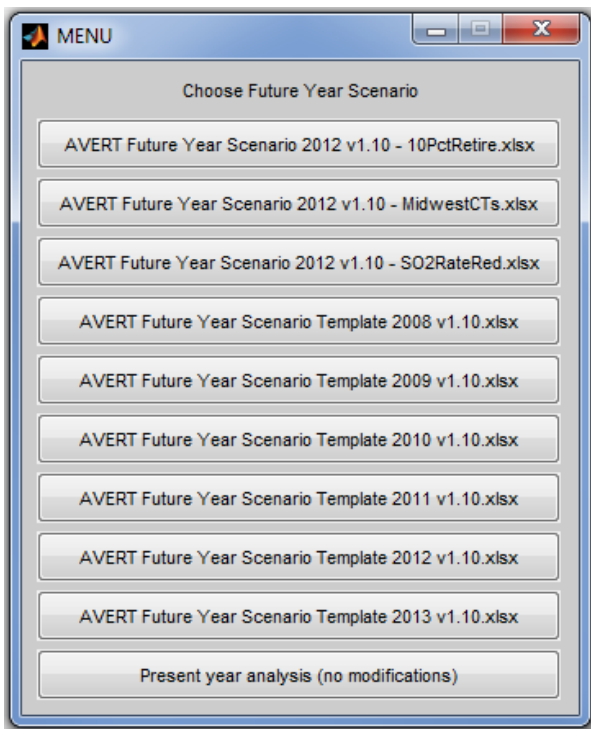 MENU
Choose Future Year Scenario
AVERT Future Year Scenario 2012 v1.10 - 10PctRetire.xlsx
AVERT Future Year Scenario 2012 v1.10 - MidwestCTs.xlsx
AVERT Future Year Scenario 2012 v1.10 - SO2RateRed.xlsx
AVERT Future Year Scenario Template 2008 v1.10.xlsx
AVERT Future Year Scenario Template 2009 v1.10.xlsx
AVERT Future Year Scenario Template 2010 v1.10.xlsx
AVERT Future Year Scenario Template 2011 v1.10.xlsx
AVERT Future Year Scenario Template 2012 v1.10.xlsx
AVERT Future Year Scenario Template 2013 v1.10.xlsx
Present year analysis (no modifications)